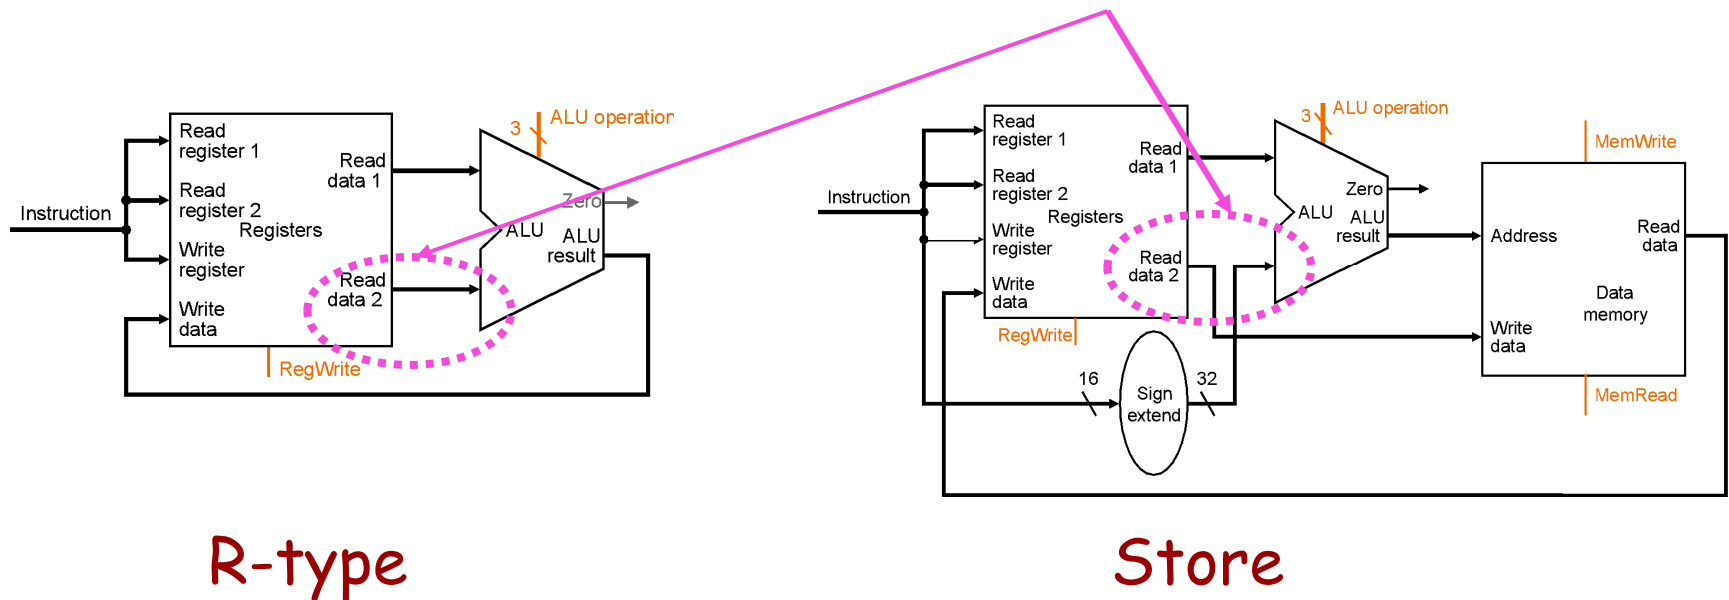 Instruction
Read
register 1
Read
register 2
Registers
Write
register
Write
data
Read
data 1
Read
data 2
RegWrite
3
ALU operation
Zero
ALU
ALU
result
R-type
Instruction
Read
register 1
Read
register 2
Registers
Write
register
Write
data
Read
data 1
Read
data 2
RegWrite
3
ALU operation
Zero
ALU
ALU
result
16
Sign
extend
32
MemWrite
Address
Read
data
Data
memory
Write
data
MemRead
Store